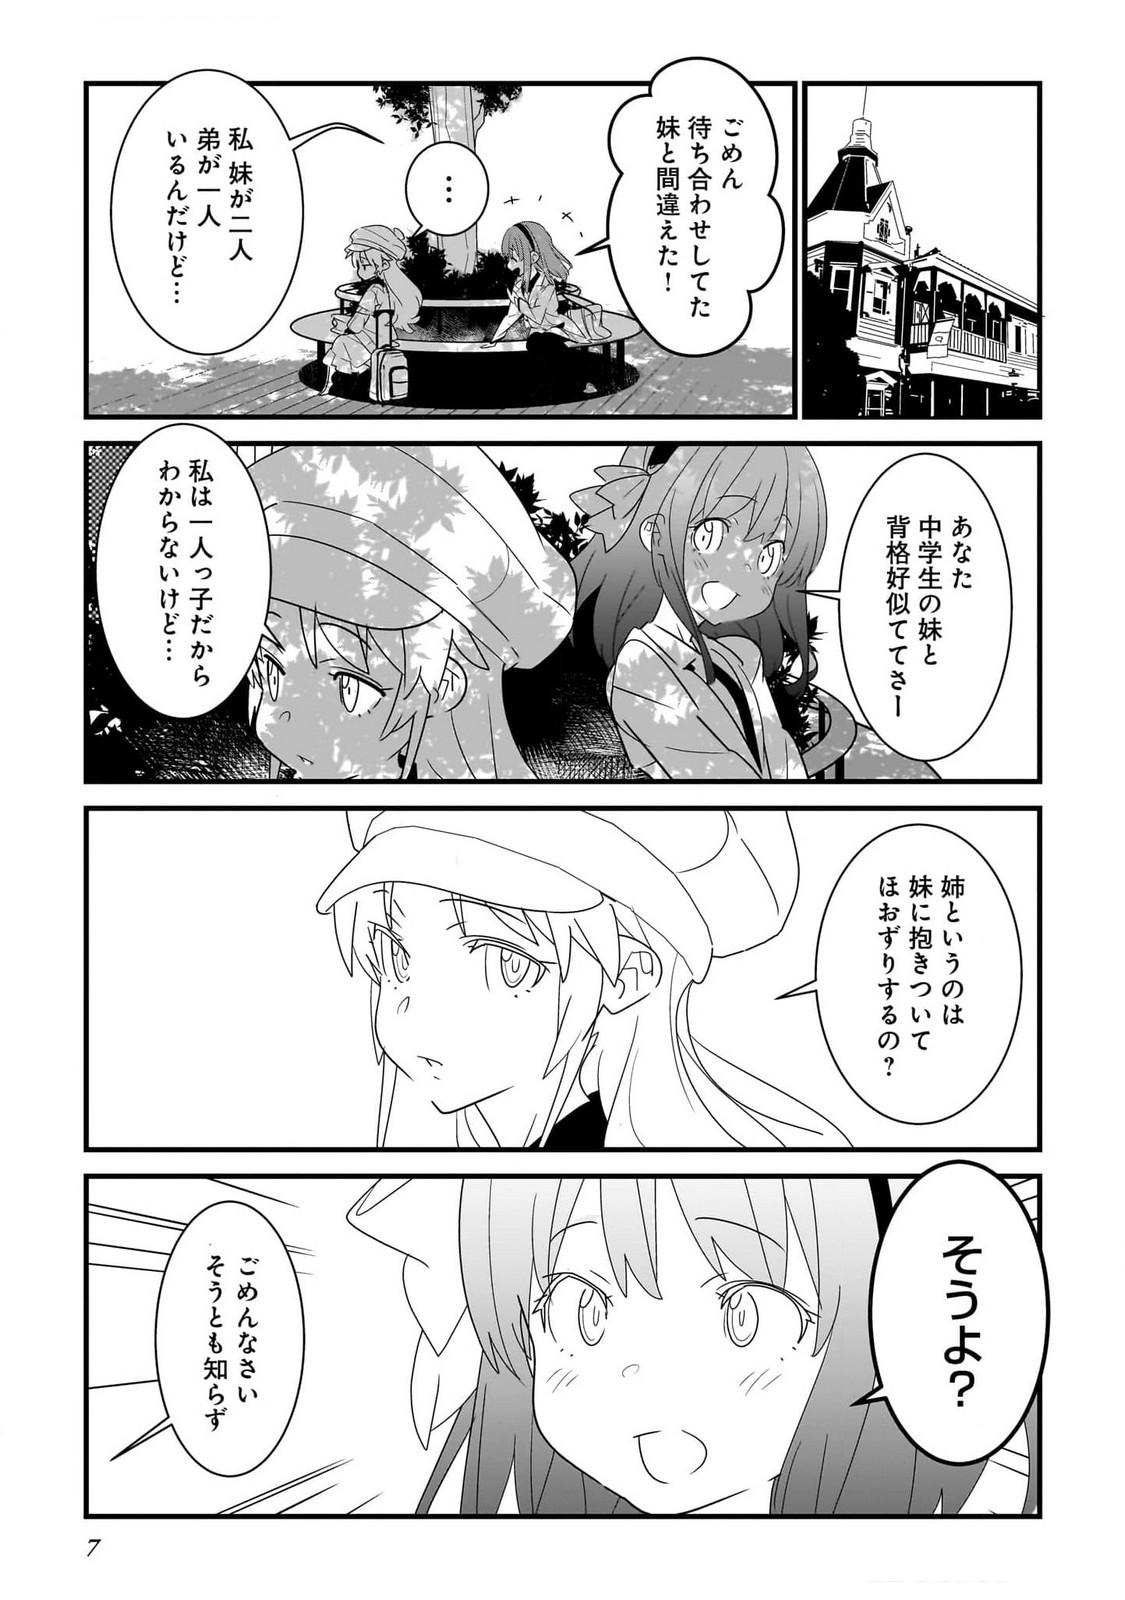 ごめん
待ち合わせしてた
妹と間違えた！
…
私 妹が二人
弟が一人
いるんだけど…
あなた
中学生の妹と
背格好似ててさー
私は一人っ子だから
わからないけど…
姉というのは
妹に抱きついて
ほおずりするの？
そうよ？
ごめんなさい
そうとも知らず
7